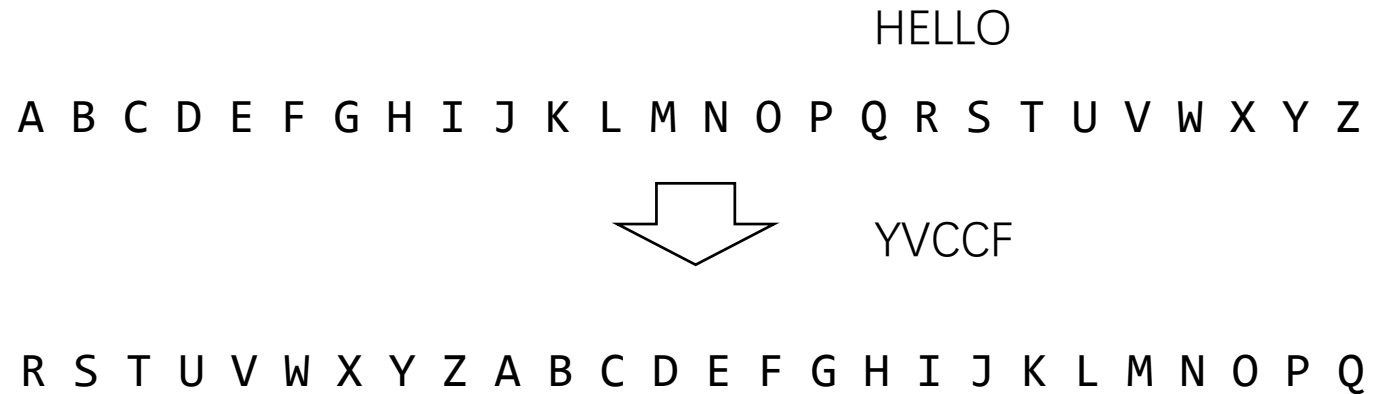 HELLO
A B C D E F G H I J K L M N O P Q R S T U V W X Y Z
YVCCF
R S T U V W X Y Z A B C D E F G H I J K L M N O P Q